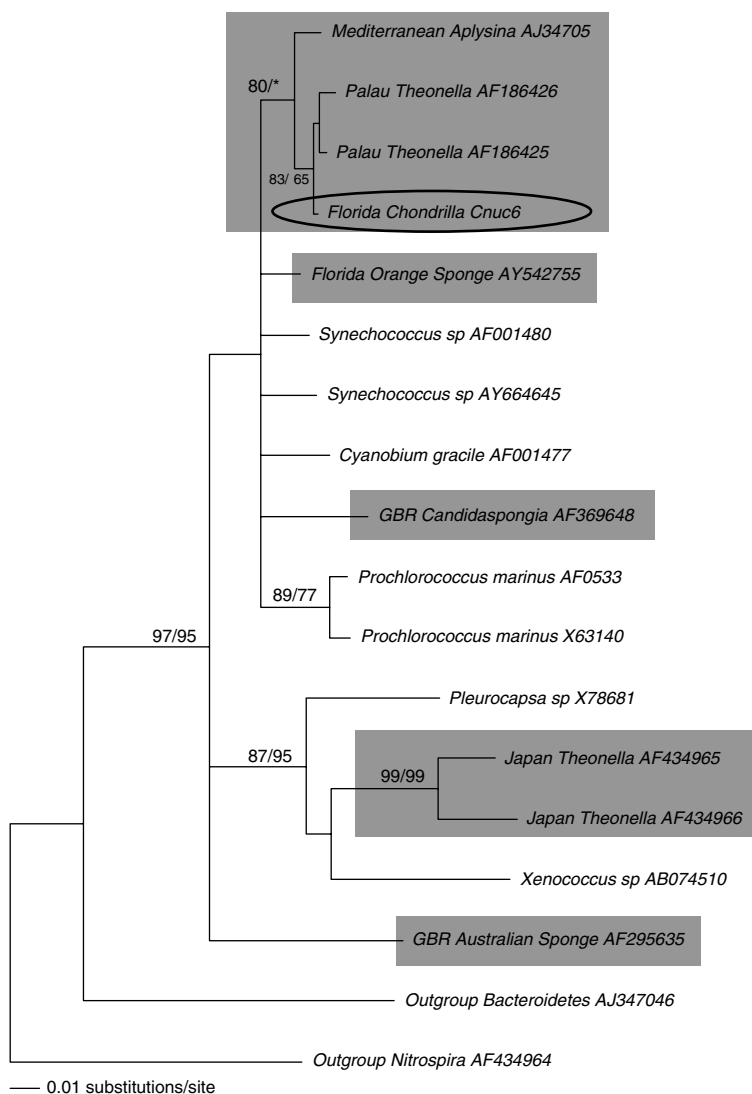 Mediterranean Aplysina AJ34705
80/*
Palau Theonella AF186426
Palau Theonella AF186425
83/ 65
Florida Chondrilla Cnuc6
Florida Orange Sponge AY542755
Synechococcus sp AF001480
Synechococcus sp AY664645
Cyanobium gracile AF001477
GBR Candidaspongia AF369648
Prochlorococcus marinus AF0533
89/77
Prochlorococcus marinus X63140
97/95
Pleurocapsa sp X78681
87/95
Japan Theonella AF434965
99/99
Japan Theonella AF434966
Xenococcus sp AB074510
GBR Australian Sponge AF295635
Outgroup Bacteroidetes AJ347046
Outgroup Nitrospira AF434964
0.01 substitutions/site